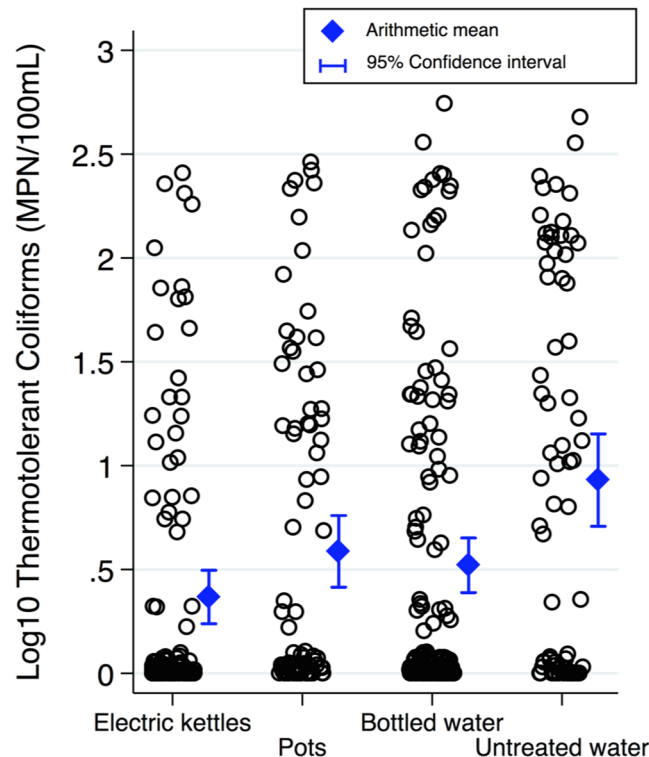 Arithmetic mean
95% Confidence interval
Log10 Thermotolerant Coliforms (MPN/100mL)
3
2.5
2
1.5
1
.5
0
Electric kettles
Pots
Bottled water
Untreated water